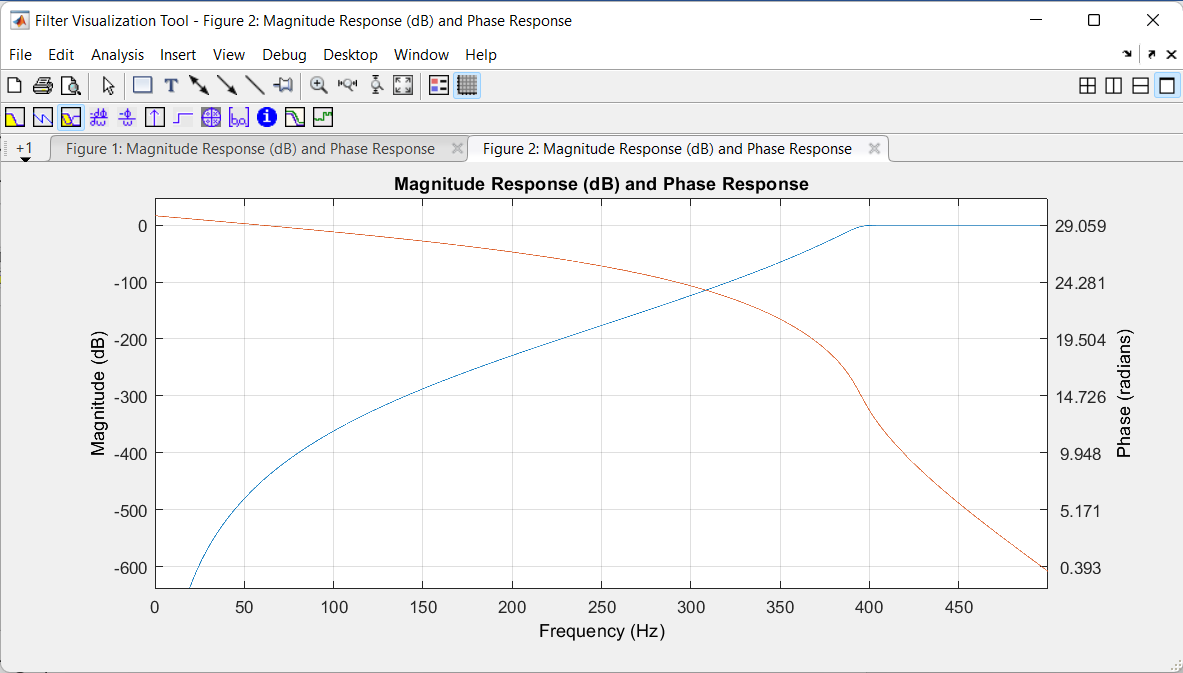 Filter Visualization Tool - Figure 2: Magnitude Response (dB) and Phase Response
File Edit Analysis Insert View Debug Desktop Window Help
+1 Figure 1: Magnitude Response (dB) and Phase Response Figure 2: Magnitude Response (dB) and Phase Response
Magnitude Response (dB) and Phase Response
0 29.059
-100 24.281
-200 19.504
-300 14.726
-400 9.948
-500 5.171
-600 0.393
Magnitude (dB)
Phase (radians)
0 50 100 150 200 250 300 350 400 450
Frequency (Hz)